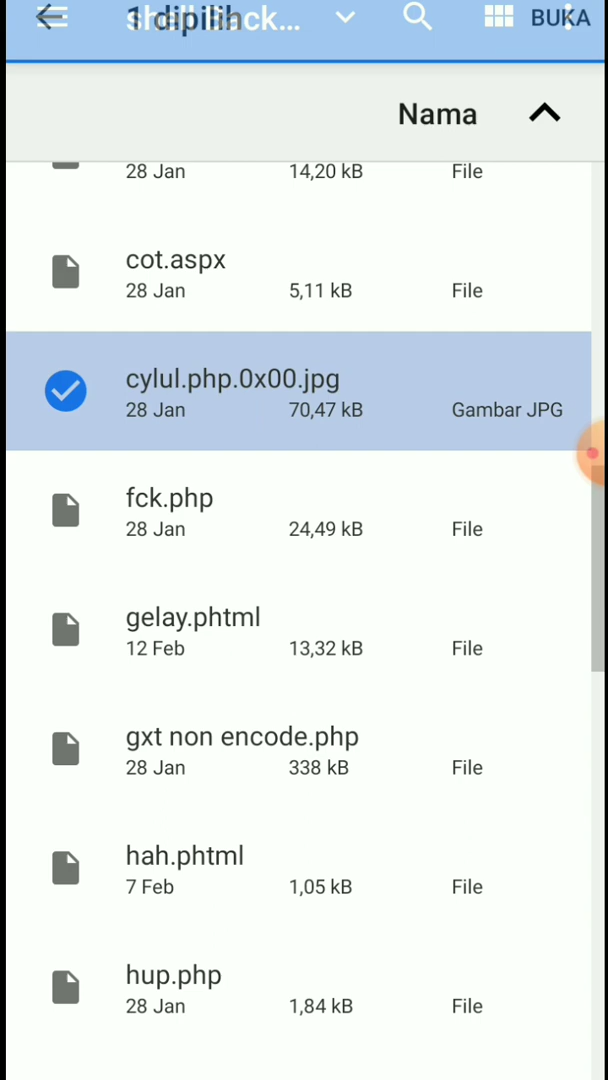 1 dipilih
shell Back...
BUKA
Nama
28 Jan 14,20 kB File
cot.aspx
28 Jan 5,11 kB File
cylul.php.0x00.jpg
28 Jan 70,47 kB Gambar JPG
fck.php
28 Jan 24,49 kB File
gelay.phtml
12 Feb 13,32 kB File
gxt non encode.php
28 Jan 338 kB File
hah.phtml
7 Feb 1,05 kB File
hup.php
28 Jan 1,84 kB File